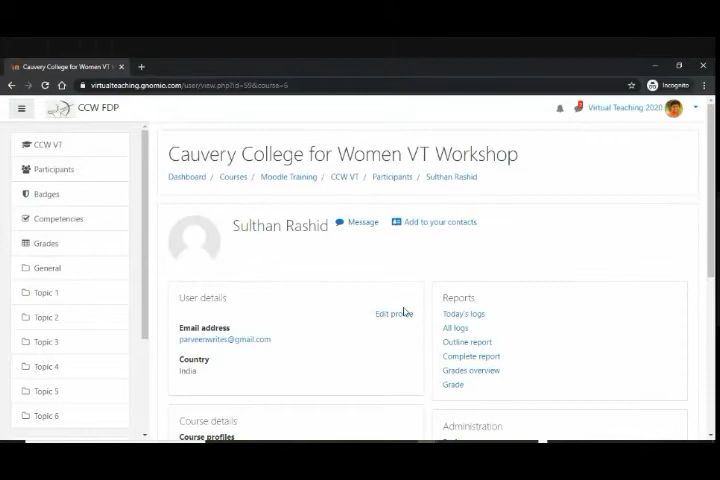 Cauvery College for Women VT
virtualteaching.gnomio.com/user/view.php?id=59&course=6
Incognito
CCW FDP
Virtual Teaching 2020
CCW VT
Participants
Badges
Competencies
Grades
General
Topic 1
Topic 2
Topic 3
Topic 4
Topic 5
Topic 6
Cauvery College for Women VT Workshop
Dashboard / Courses / Moodle Training / CCW VT / Participants / Sulthan Rashid
Sulthan Rashid
Message
Add to your contacts
User details
Edit profile
Email address
parveenwrites@gmail.com
Country
India
Reports
Today's logs
All logs
Outline report
Complete report
Grades overview
Grade
Course details
Course profiles
Administration